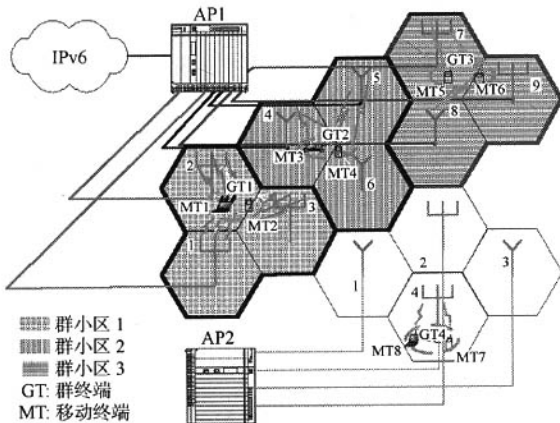 AP1
IPv6
7
GT3
MT5
MT6
9
5
8
4
GT2
MT3
MT4
6
2
GT1
MT1
MT2
3
1
1
2
3
4
GT4
MT8
MT7
AP2
群小区 1
群小区 2
群小区 3
GT: 群终端
MT: 移动终端